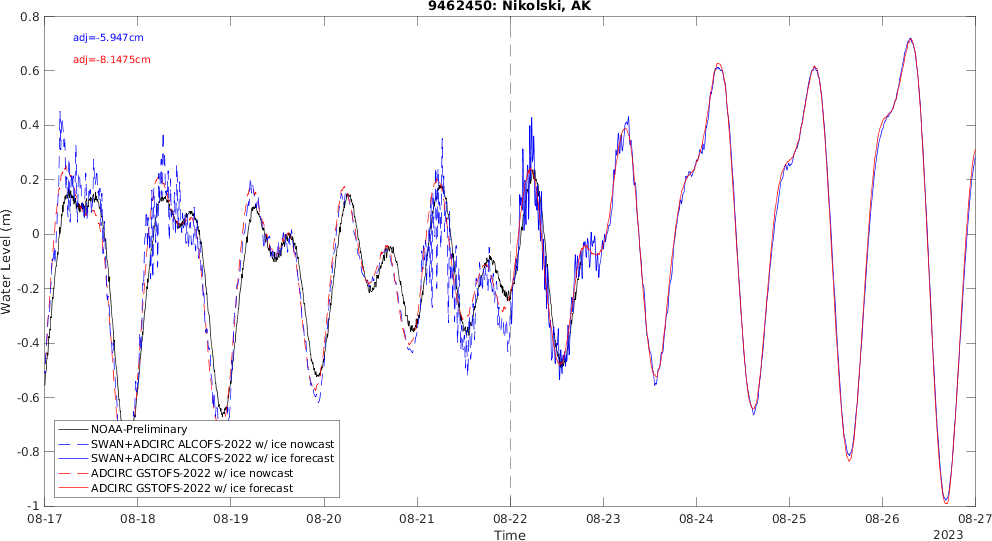 9462450: Nikolski, AK
adj=-5.947cm
adj=-8.1475cm
Water Level (m)
0.8
0.6
0.4
0.2
0
-0.2
-0.4
-0.6
-0.8
-1
NOAA-Preliminary
SWAN+ADCIRC ALCOFS-2022 w/ ice nowcast
SWAN+ADCIRC ALCOFS-2022 w/ ice forecast
ADCIRC GSTOFS-2022 w/ ice nowcast
ADCIRC GSTOFS-2022 w/ ice forecast
08-17 08-18 08-19 08-20 08-21 08-22 08-23 08-24 08-25 08-26 08-27
Time
2023